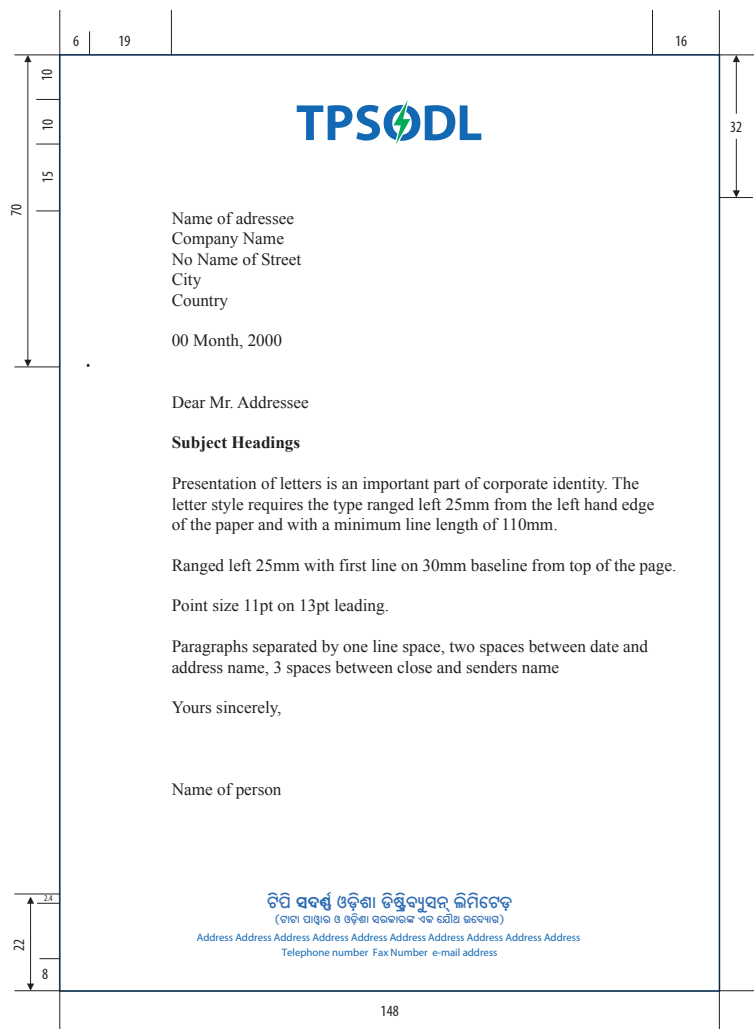 6 19 16
10
10
15
70
32
TPSODL
Name of adressee
Company Name
No Name of Street
City
Country
00 Month, 2000
Dear Mr. Addressee
Subject Headings
Presentation of letters is an important part of corporate identity. The
letter style requires the type ranged left 25mm from the left hand edge
of the paper and with a minimum line length of 110mm.
Ranged left 25mm with first line on 30mm baseline from top of the page.
Point size 11pt on 13pt leading.
Paragraphs separated by one line space, two spaces between date and
address name, 3 spaces between close and senders name
Yours sincerely,
Name of person
2.4
22
8
ଟିପି ସଦର୍ଣ୍ଣ ଓଡ଼ିଶା ଡିଷ୍ଟ୍ରିବ୍ୟୁସନ୍ ଲିମିଟେଡ଼
(ଟାଟା ପାୱାର ଓ ଓଡ଼ିଶା ସରକାରଙ୍କ ଏକ ଯୌଥ ଉଦ୍ୟୋଗ)
Address Address Address Address Address Address Address Address Address Address
Telephone number Fax Number e-mail address
148